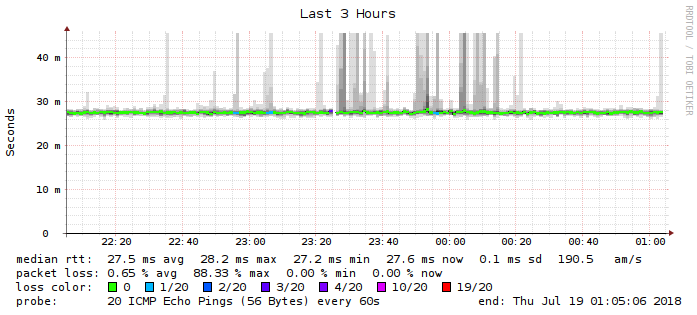 Last 3 Hours
RRDTOOL / TOBI OETIKER
Seconds
40 m
30 m
20 m
10 m
0
22:20 22:40 23:00 23:20 23:40 00:00 00:20 00:40 01:00
median rtt: 27.5 ms avg 28.2 ms max 27.2 ms min 27.6 ms now 0.1 ms sd 190.5 am/s
packet loss: 0.65 % avg 88.33 % max 0.00 % min 0.00 % now
loss color: 0 1/20 2/20 3/20 4/20 10/20 19/20
probe: 20 ICMP Echo Pings (56 Bytes) every 60s end: Thu Jul 19 01:05:06 2018